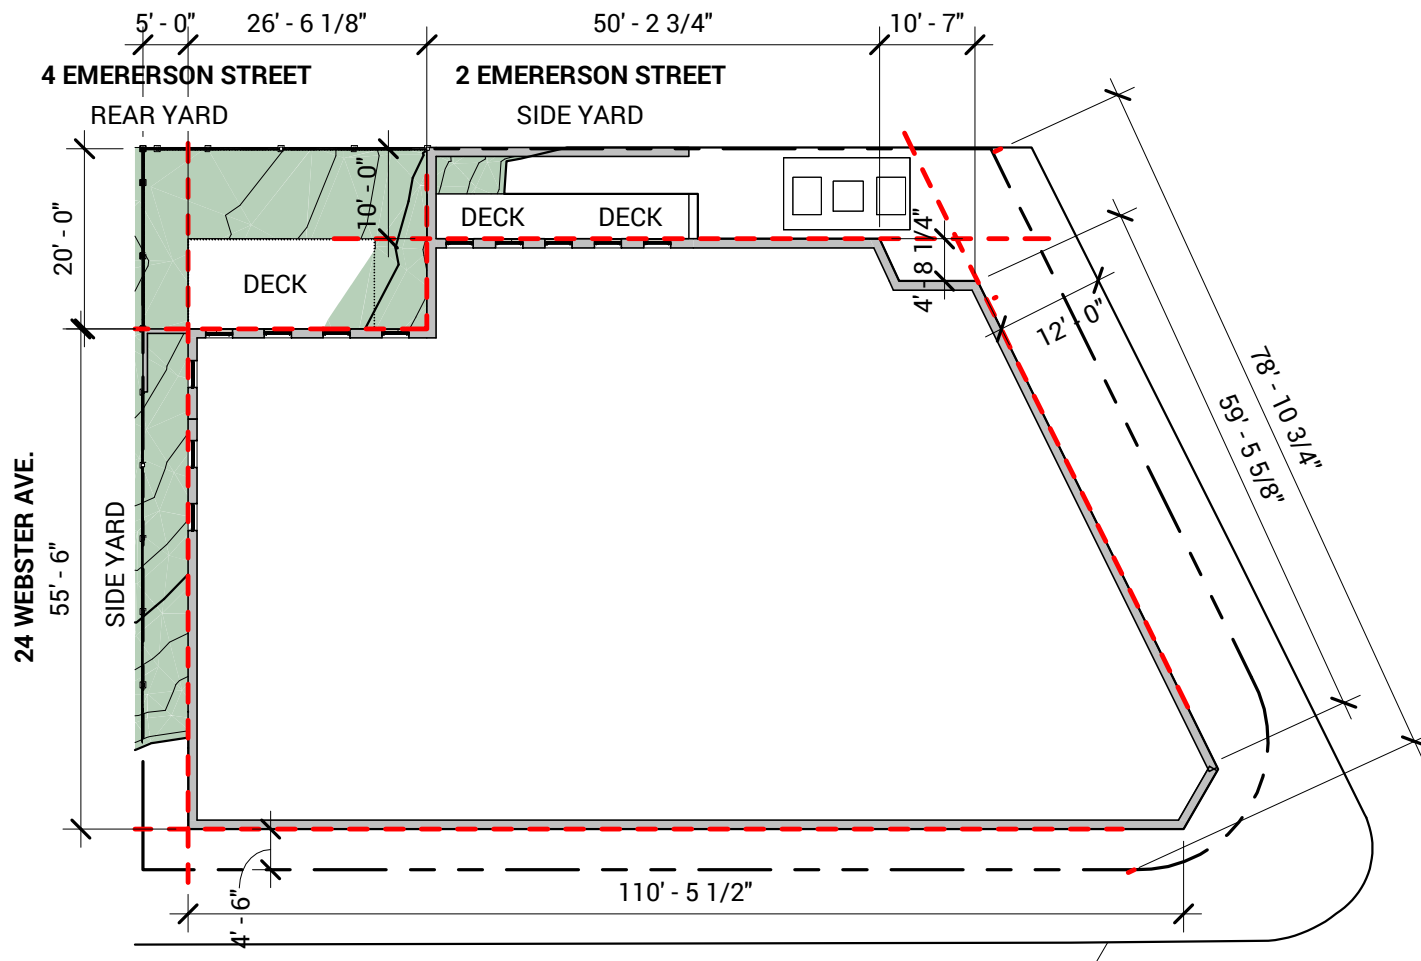 5' - 0" 26' - 6 1/8" 50' - 2 3/4" 10' - 7"
4 EMERERSON STREET 2 EMERERSON STREET
REAR YARD SIDE YARD
10' - 0"
20' - 0"
DECK DECK
4' - 8 1/4"
DECK
12' - 0"
78' - 10 3/4"
59' - 5 5/8"
24 WEBSTER AVE.
55' - 6"
SIDE YARD
110' - 5 1/2"
4' - 6"